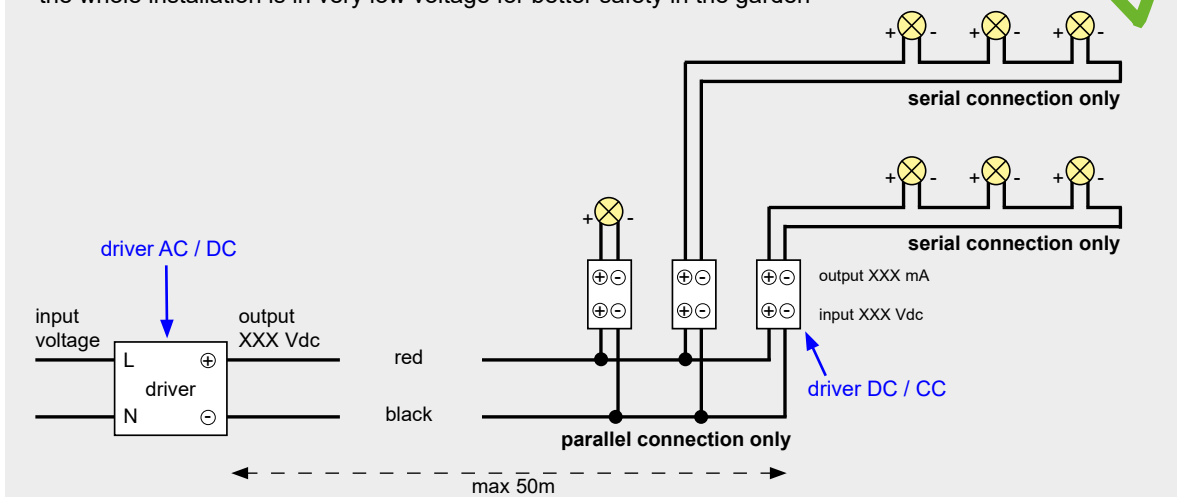 the whole installation is in very low voltage for better safety in the garden
+ - + - + -
serial connection only
+ - + - + -
serial connection only
+ -
driver AC / DC
+ - + - + - output XXX mA
+ - + - + - input XXX Vdc
input voltage
output XXX Vdc
L +
driver
N -
red
black
driver DC / CC
parallel connection only
max 50m